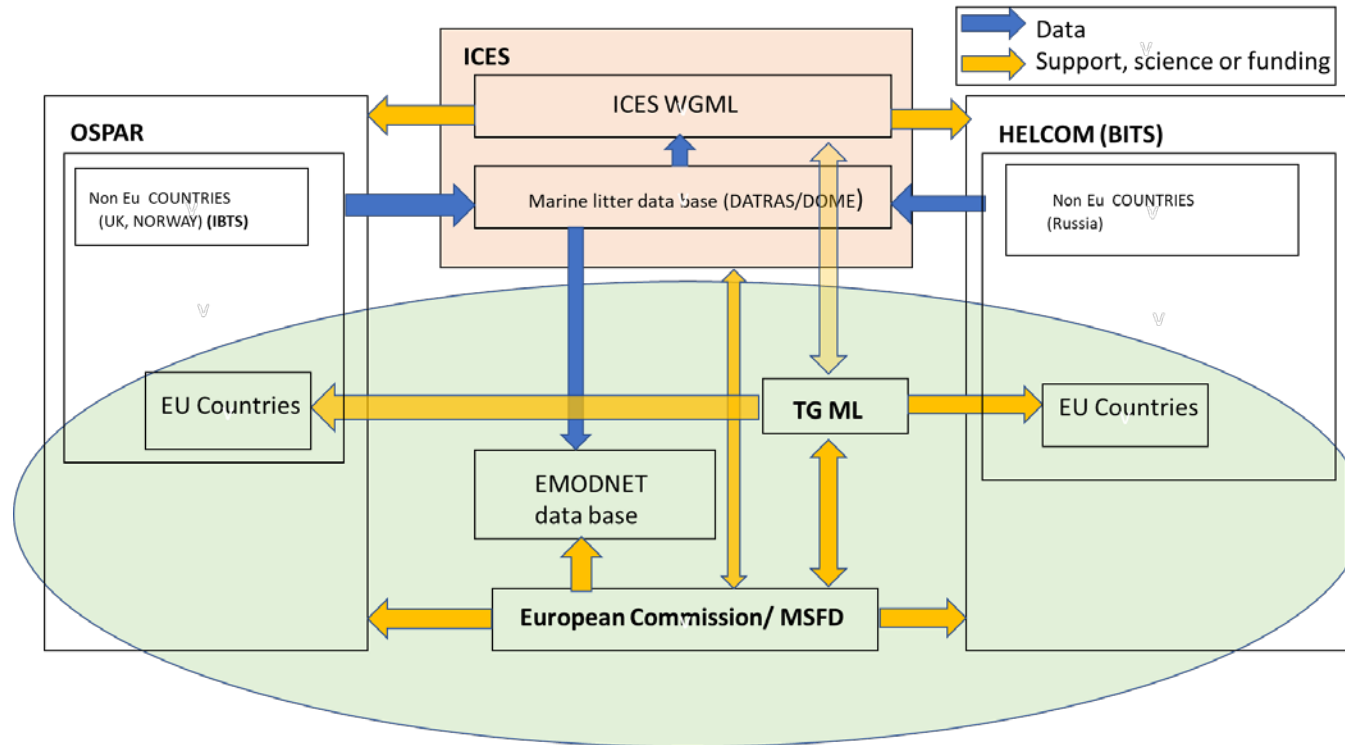 Data
Support, science or funding
ICES
ICES WGML
Marine litter data base (DATRAS/DOME)
OSPAR
Non Eu COUNTRIES
(UK, NORWAY) (IBTS)
EU Countries
HELCOM (BITS)
Non Eu COUNTRIES
(Russia)
EU Countries
TG ML
EMODNET
data base
European Commission/ MSFD